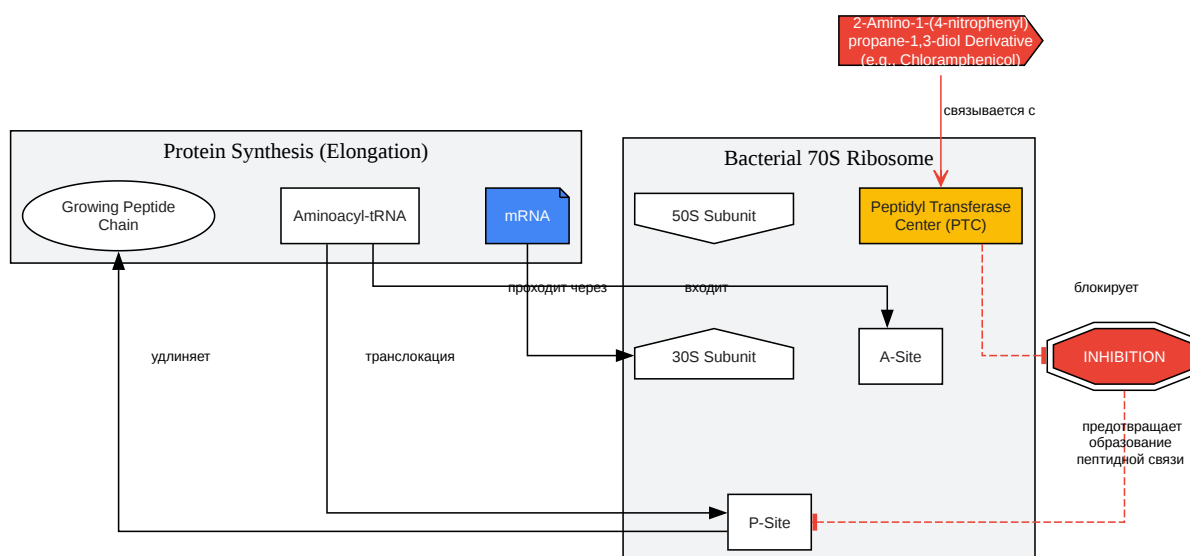 2-Amino-1-(4-nitrophenyl)
propane-1,3-diol Derivative
(e.g., Chloramphenicol)
связывается с
Protein Synthesis (Elongation)
Bacterial 70S Ribosome
Growing Peptide
Chain
Aminoacyl-tRNA
mRNA
50S Subunit
Peptidyl Transferase
Center (PTC)
проходит через
входит
блокирует
удлиняет
транслокация
30S Subunit
A-Site
INHIBITION
предотвращает
образование
пептидной связи
P-Site